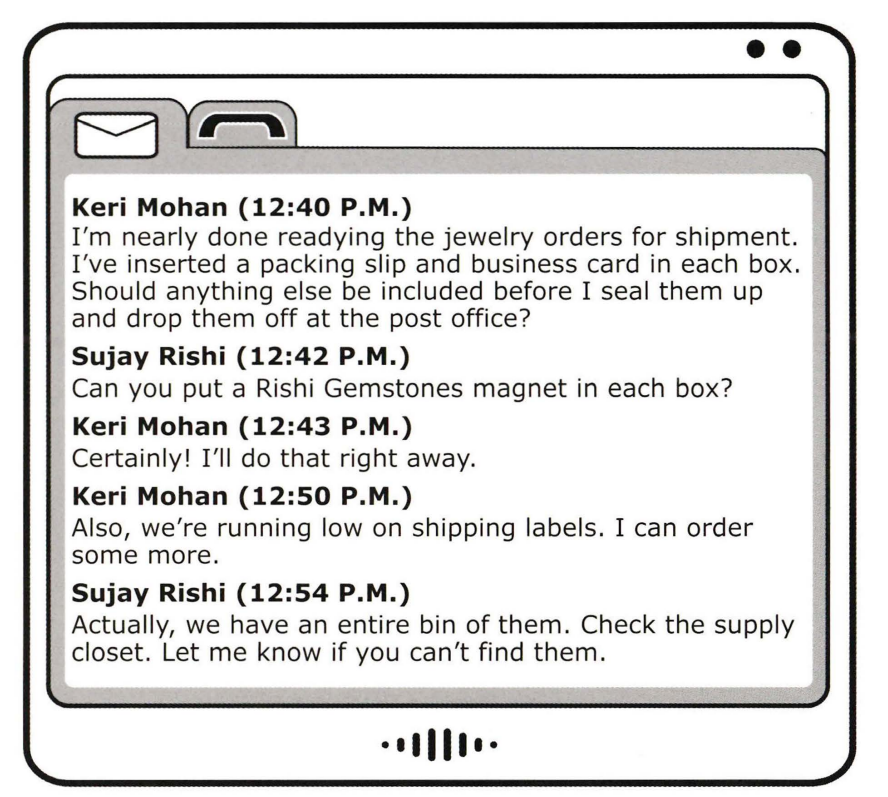 Keri Mohan (12:40 P.M.)
I'm nearly done readying the jewelry orders for shipment.
I've inserted a packing slip and business card in each box.
Should anything else be included before I seal them up
and drop them off at the post office?
Sujay Rishi (12:42 P.M.)
Can you put a Rishi Gemstones magnet in each box?
Keri Mohan (12:43 P.M.)
Certainly! I'll do that right away.
Keri Mohan (12:50 P.M.)
Also, we're running low on shipping labels. I can order
some more.
Sujay Rishi (12:54 P.M.)
Actually, we have an entire bin of them. Check the supply
closet. Let me know if you can't find them.